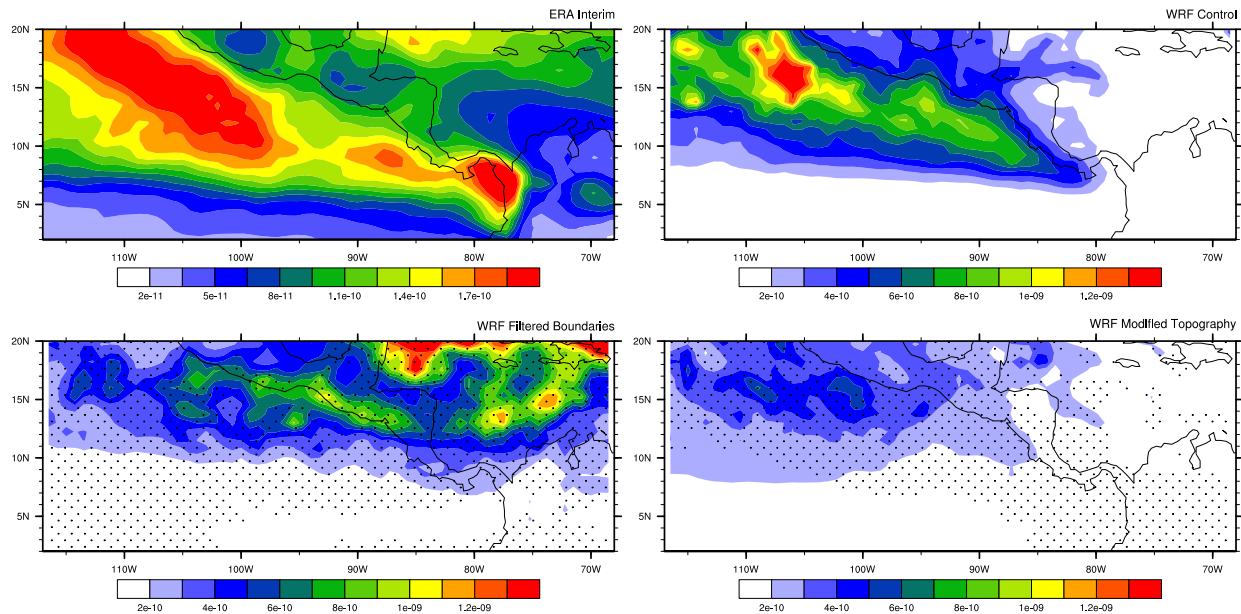 ERA Interim
WRF Control
20N
15N
10N
5N
110W 100W 90W 80W 70W
2e-11 5e-11 8e-11 1.1e-10 1.4e-10 1.7e-10
20N
15N
10N
5N
110W 100W 90W 80W 70W
2e-10 4e-10 6e-10 8e-10 1e-09 1.2e-09
WRF Filtered Boundaries
WRF Modified Topography
20N
15N
10N
5N
110W 100W 90W 80W 70W
2e-10 4e-10 6e-10 8e-10 1e-09 1.2e-09
20N
15N
10N
5N
110W 100W 90W 80W 70W
2e-10 4e-10 6e-10 8e-10 1e-09 1.2e-09